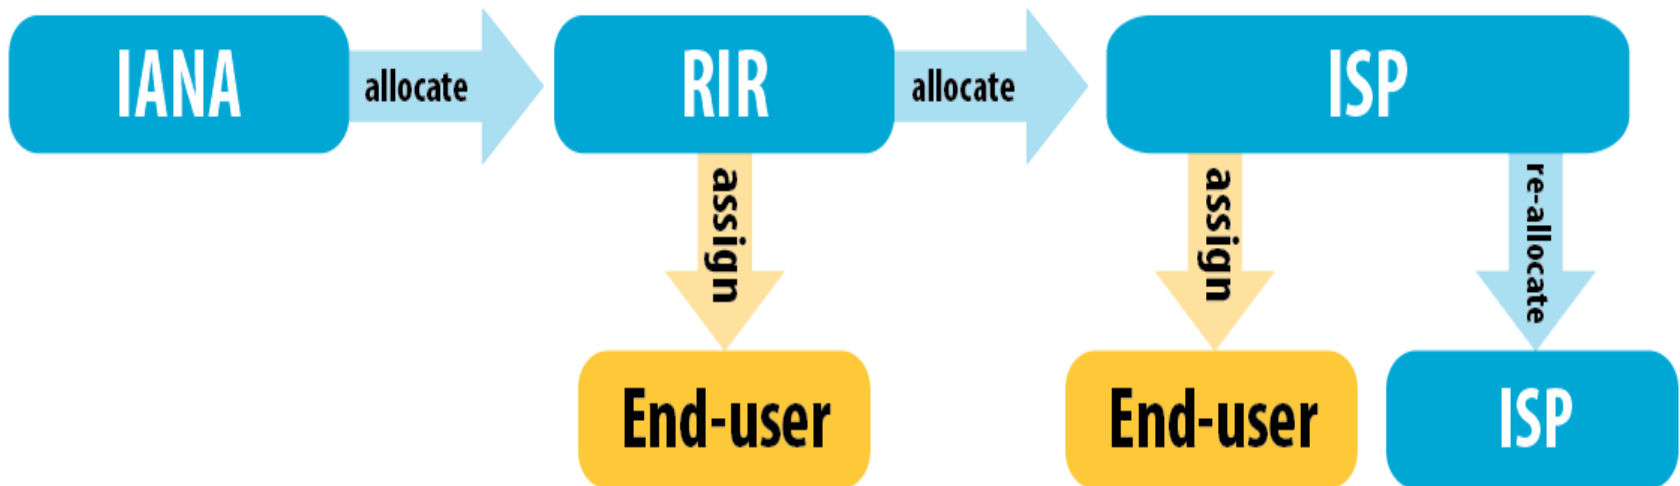 IANA
allocate
RIR
allocate
ISP
assign
assign
re-allocate
End-user
End-user
ISP